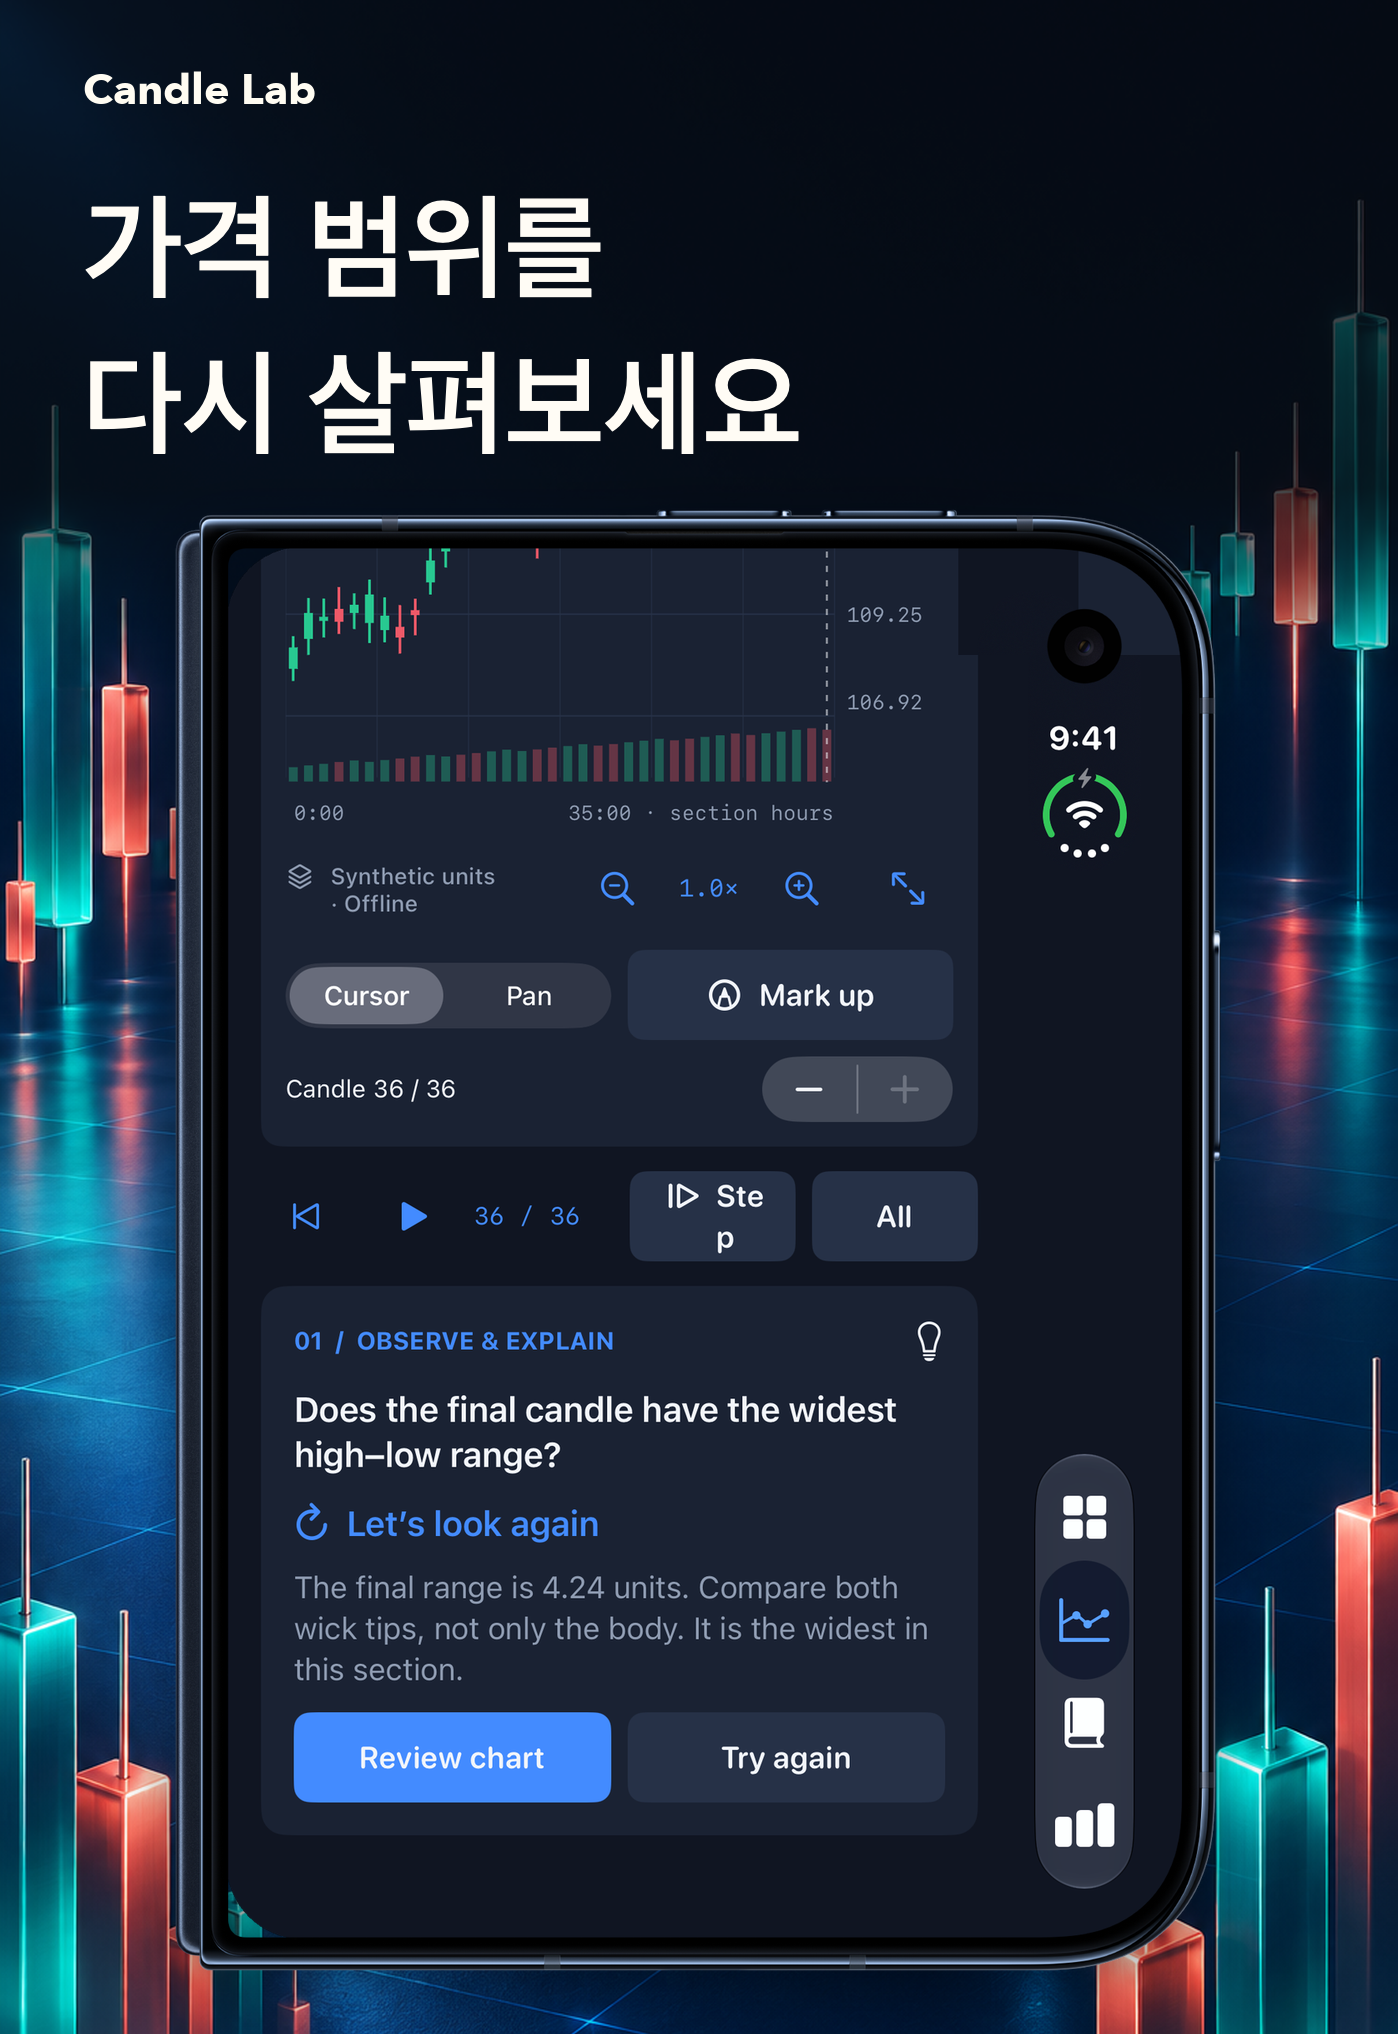 Candle Lab
가격 범위를
다시 살펴보세요
109.25
106.92
0:00
35:00 · section hours
9:41
Synthetic units
· Offline
1.0×
Cursor
Pan
Mark up
Candle 36 / 36
36 / 36
Ste
p
All
01 / OBSERVE & EXPLAIN
Does the final candle have the widest
high–low range?
Let’s look again
The final range is 4.24 units. Compare both
wick tips, not only the body. It is the widest in
this section.
Review chart
Try again